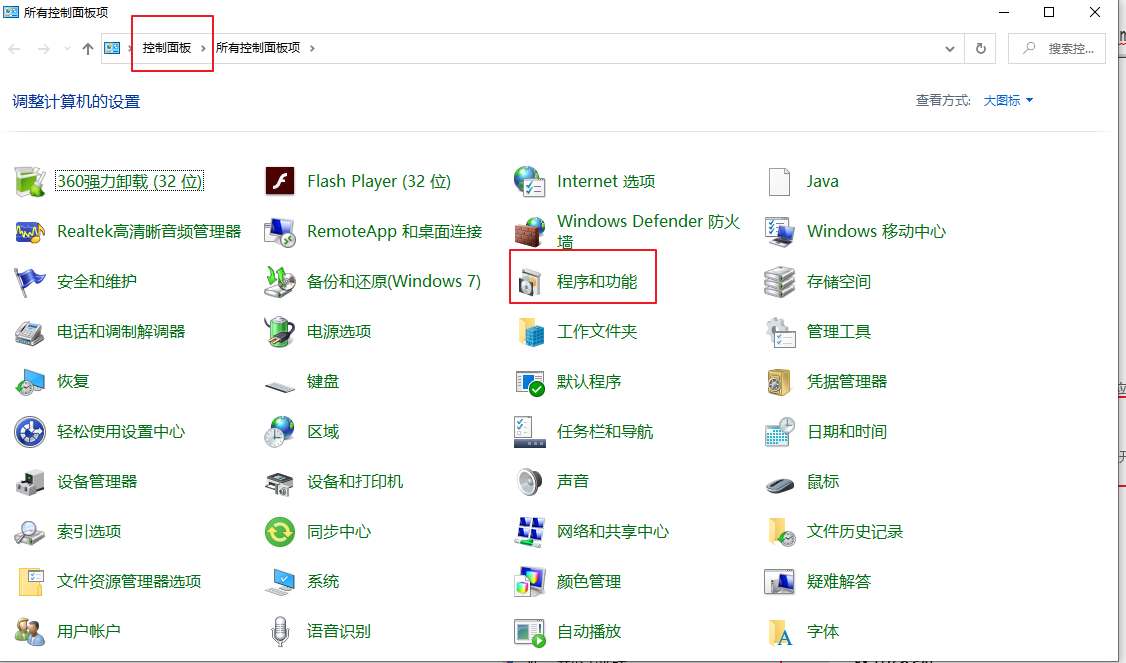 所有控制面板项
控制面板 › 所有控制面板项 ›
搜索控...
调整计算机的设置
查看方式: 大图标
360强力卸载 (32 位) Flash Player (32 位) Internet 选项 Java
Realtek高清晰音频管理器 RemoteApp 和桌面连接 Windows Defender 防火
墙
Windows 移动中心
安全和维护 备份和还原(Windows 7) 程序和功能 存储空间
电话和调制解调器 电源选项 工作文件夹 管理工具
恢复 键盘 默认程序 凭据管理器
轻松使用设置中心 区域 任务栏和导航 日期和时间
设备管理器 设备和打印机 声音 鼠标
索引选项 同步中心 网络和共享中心 文件历史记录
文件资源管理器选项 系统 颜色管理 疑难解答
用户帐户 语音识别 自动播放 字体